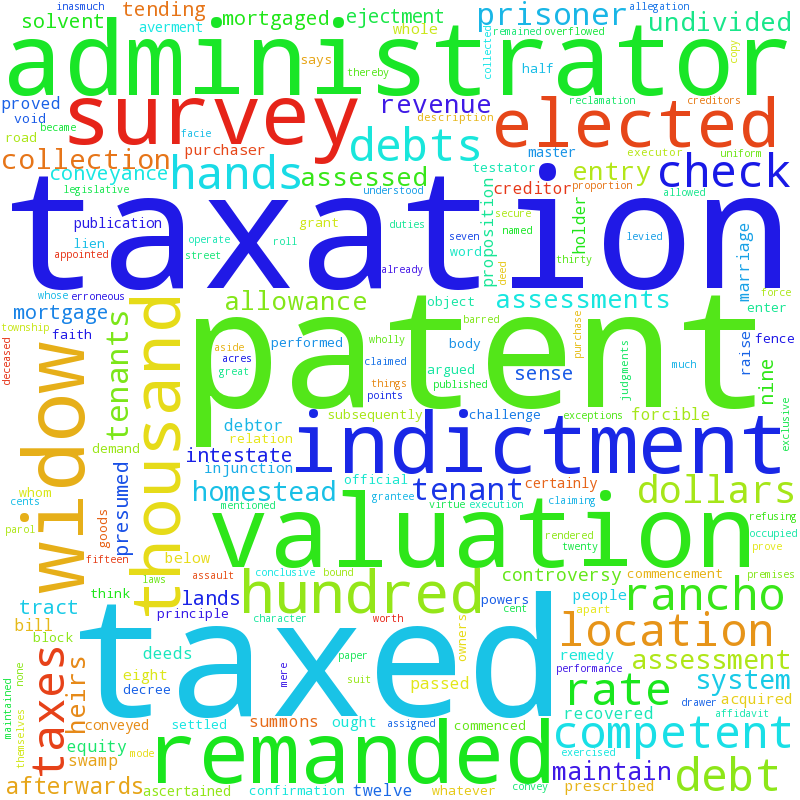 inasmuch
tending
solvent
mortgaged
ejectment
prisoner
allegation
undivided
averment
whole
remained
overflowed
administrator
says
thereby
collected
half
copy
proved
void
became
survey
facie
purchaser
revenue
description
reclamation
creditors
elected
road
collection
conveyance
legislative
hands
assessed
debts
testator
master
executor
uniform
creditor
proportion
entry
allowed
check
understood
taxation
publication
lien
appointed
operate
street
grant
roll
duties
already
word
seven
proposition
secure
named
deed
holder
thirty
levied
marriage
whose
erroneous
mortgage
township
faith
deceased
thousand
tenants
allowance
object
assessments
barred
force
enter
patent
aside
acres
great
performed
wholly
claimed
things
points
body
argued
published
sense
purchase
judgments
much
raise
fence
nine
exclusive
widow
subsequently
challenge
exceptions
forcible
debtor
relation
demand
intestate
injunction
indictment
whom
cents
presumed
homestead
mentioned
official
grantee
tenant
virtue
execution
certainly
claiming
dollars
refusing
parol
goods
fifteen
below
valuation
rendered
twenty
occupied
prove
laws
assault
conclusive
bound
controversy
commencement
premises
think
principle
lands
hundred
character
worth
powers
cent
people
apart
rancho
tract
bill
block
taxed
location
deeds
mere
paper
suit
owners
remedy
assessment
performance
taxes
heirs
eight
decree
passed
system
maintained
none
themselves
conveyed
settled
summons
ought
assigned
commenced
rate
recovered
drawer
acquired
affidavit
equity
swamp
mode
remanded
competent
exercised
maintain
debt
afterwards
ascertained
confirmation
twelve
whatever
convey
prescribed